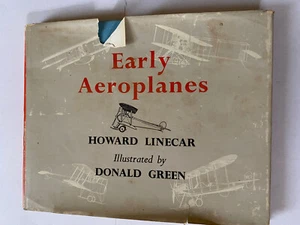 Early
Aeroplanes
HOWARD LINECAR
Illustrated by
DONALD GREEN